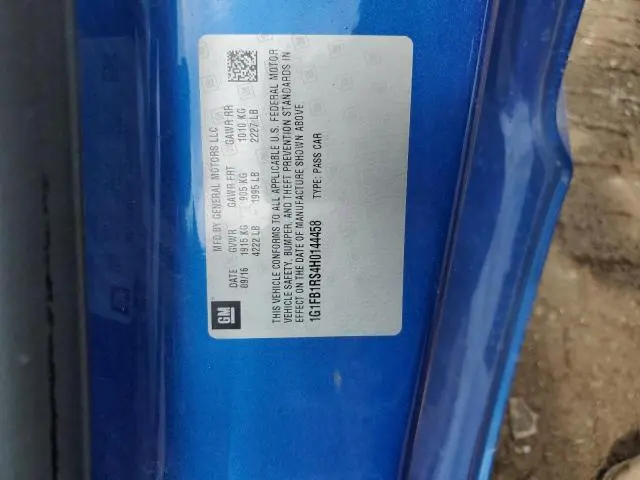 GM
MFD BY GENERAL MOTORS LLC
DATE GVWR GAWR FRT GAWR RR
09/16 1915 KG 905 KG 1010 KG
4222 LB 1995 LB 2227 LB
THIS VEHICLE CONFORMS TO ALL APPLICABLE U.S. FEDERAL MOTOR
VEHICLE SAFETY, BUMPER, AND THEFT PREVENTION STANDARDS IN
EFFECT ON THE DATE OF MANUFACTURE SHOWN ABOVE
1G1FB1RS4H0144458 TYPE: PASS CAR